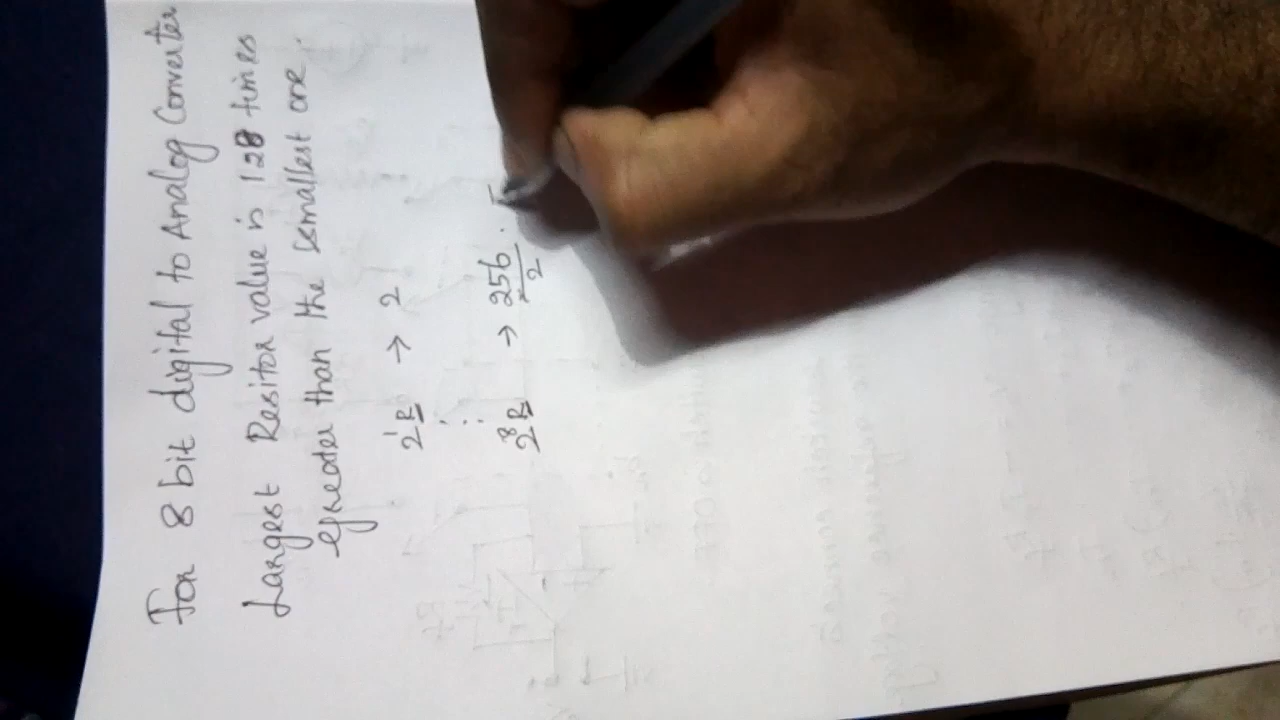 For 8 bit digital to Analog Converter
Largest Resitor value is 128 times
greater than the smallest one.
2¹R → 2
⋮
2⁸R → 256/2